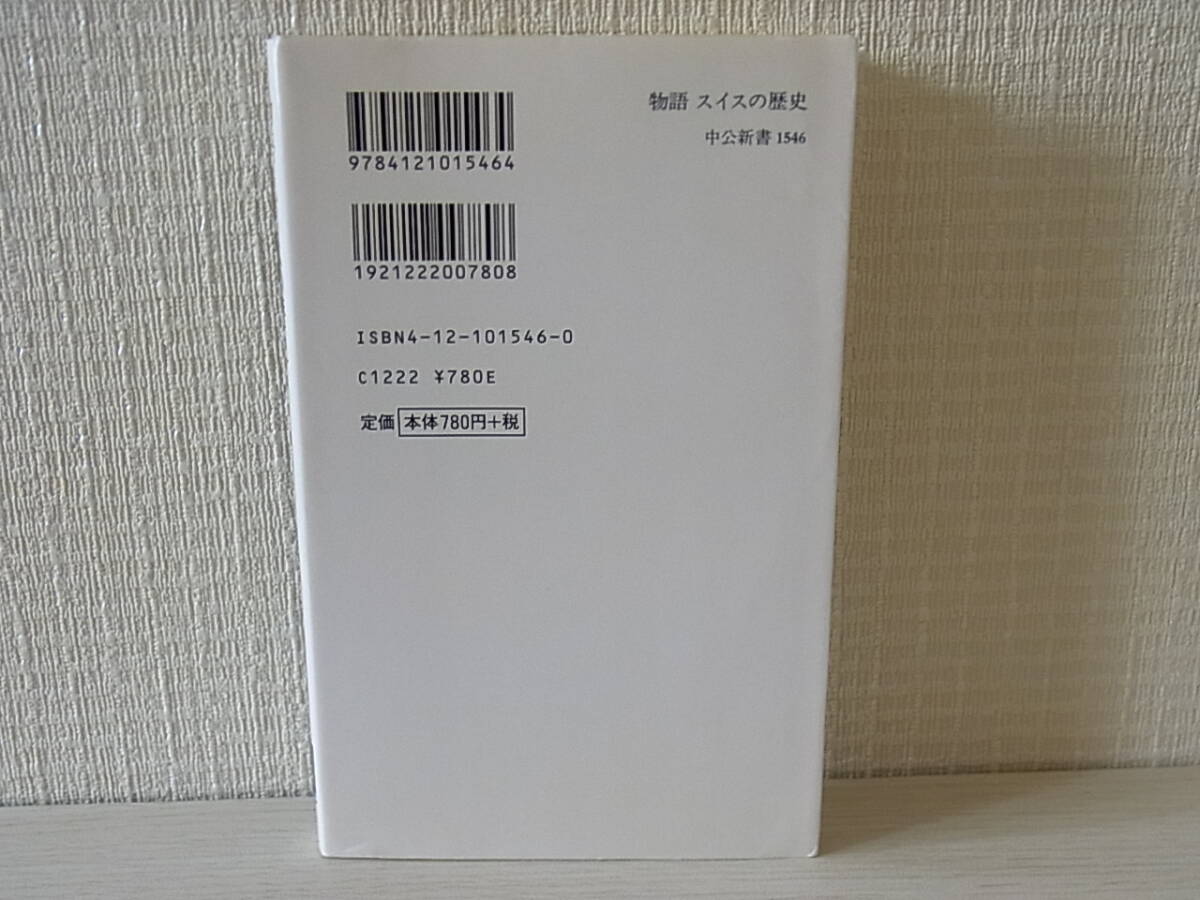 物語 スイスの歴史
中公新書 1546
9784121015464
1921222007808
ISBN4-12-101546-0
C1222 ¥780E
定価 本体780円+税